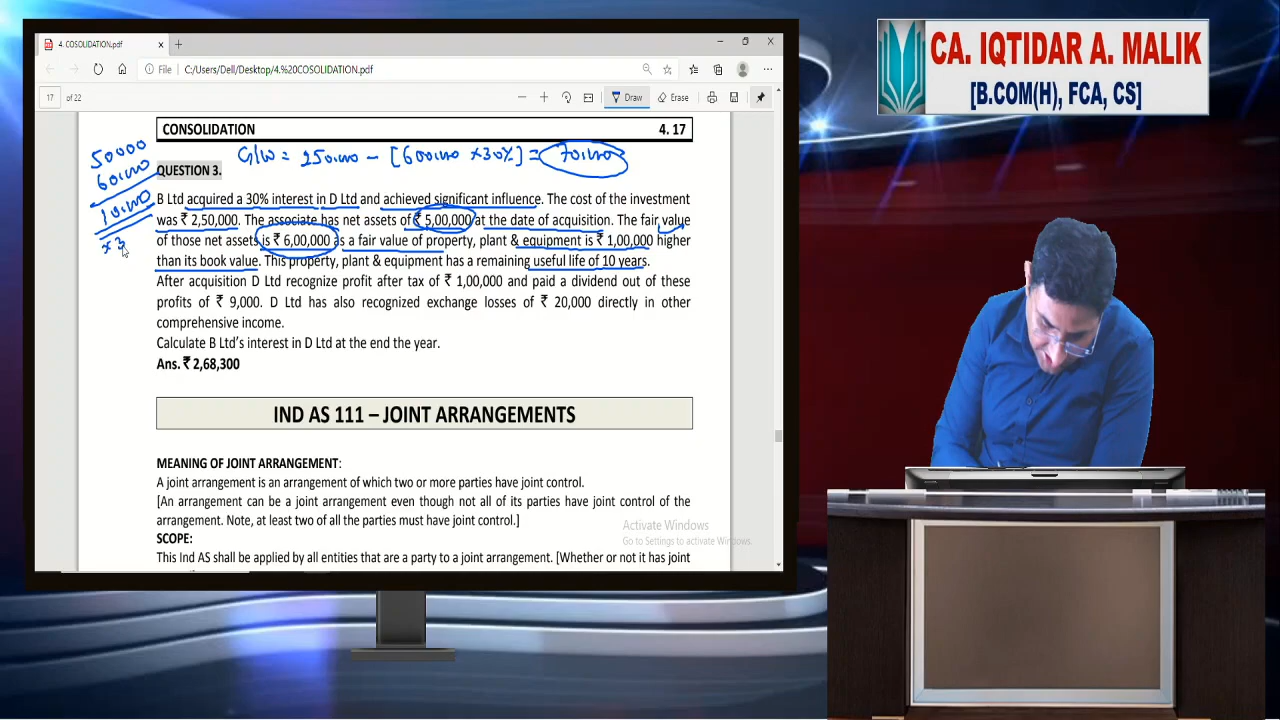 CA. IQTIDAR A. MALIK
[B.COM(H), FCA, CS]
4. COSOLIDATION.pdf
File C:/Users/Dell/Desktop/4.%20COSOLIDATION.pdf
17 of 22
Draw Erase
CONSOLIDATION 4. 17
G/W = 250000 - [600000 x30%] = 70000
50000
QUESTION 3.
B Ltd acquired a 30% interest in D Ltd and achieved significant influence. The cost of the investment
was ₹ 2,50,000. The associate has net assets of ₹ 5,00,000 at the date of acquisition. The fair value
of those net assets is ₹ 6,00,000 as a fair value of property, plant & equipment is ₹ 1,00,000 higher
than its book value. This property, plant & equipment has a remaining useful life of 10 years.
After acquisition D Ltd recognize profit after tax of ₹ 1,00,000 and paid a dividend out of these
profits of ₹ 9,000. D Ltd has also recognized exchange losses of ₹ 20,000 directly in other
comprehensive income.
Calculate B Ltd's interest in D Ltd at the end the year.
Ans. ₹ 2,68,300
IND AS 111 – JOINT ARRANGEMENTS
MEANING OF JOINT ARRANGEMENT:
A joint arrangement is an arrangement of which two or more parties have joint control.
[An arrangement can be a joint arrangement even though not all of its parties have joint control of the
arrangement. Note, at least two of all the parties must have joint control.]
SCOPE:
This Ind AS shall be applied by all entities that are a party to a joint arrangement. [Whether or not it has joint
Activate Windows
Go to Settings to activate Windows.